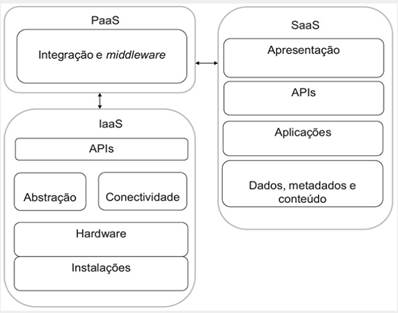 PaaS
Integração e middleware
IaaS
APIs
Abstração
Conectividade
Hardware
Instalações
SaaS
Apresentação
APIs
Aplicações
Dados, metadados e
conteúdo